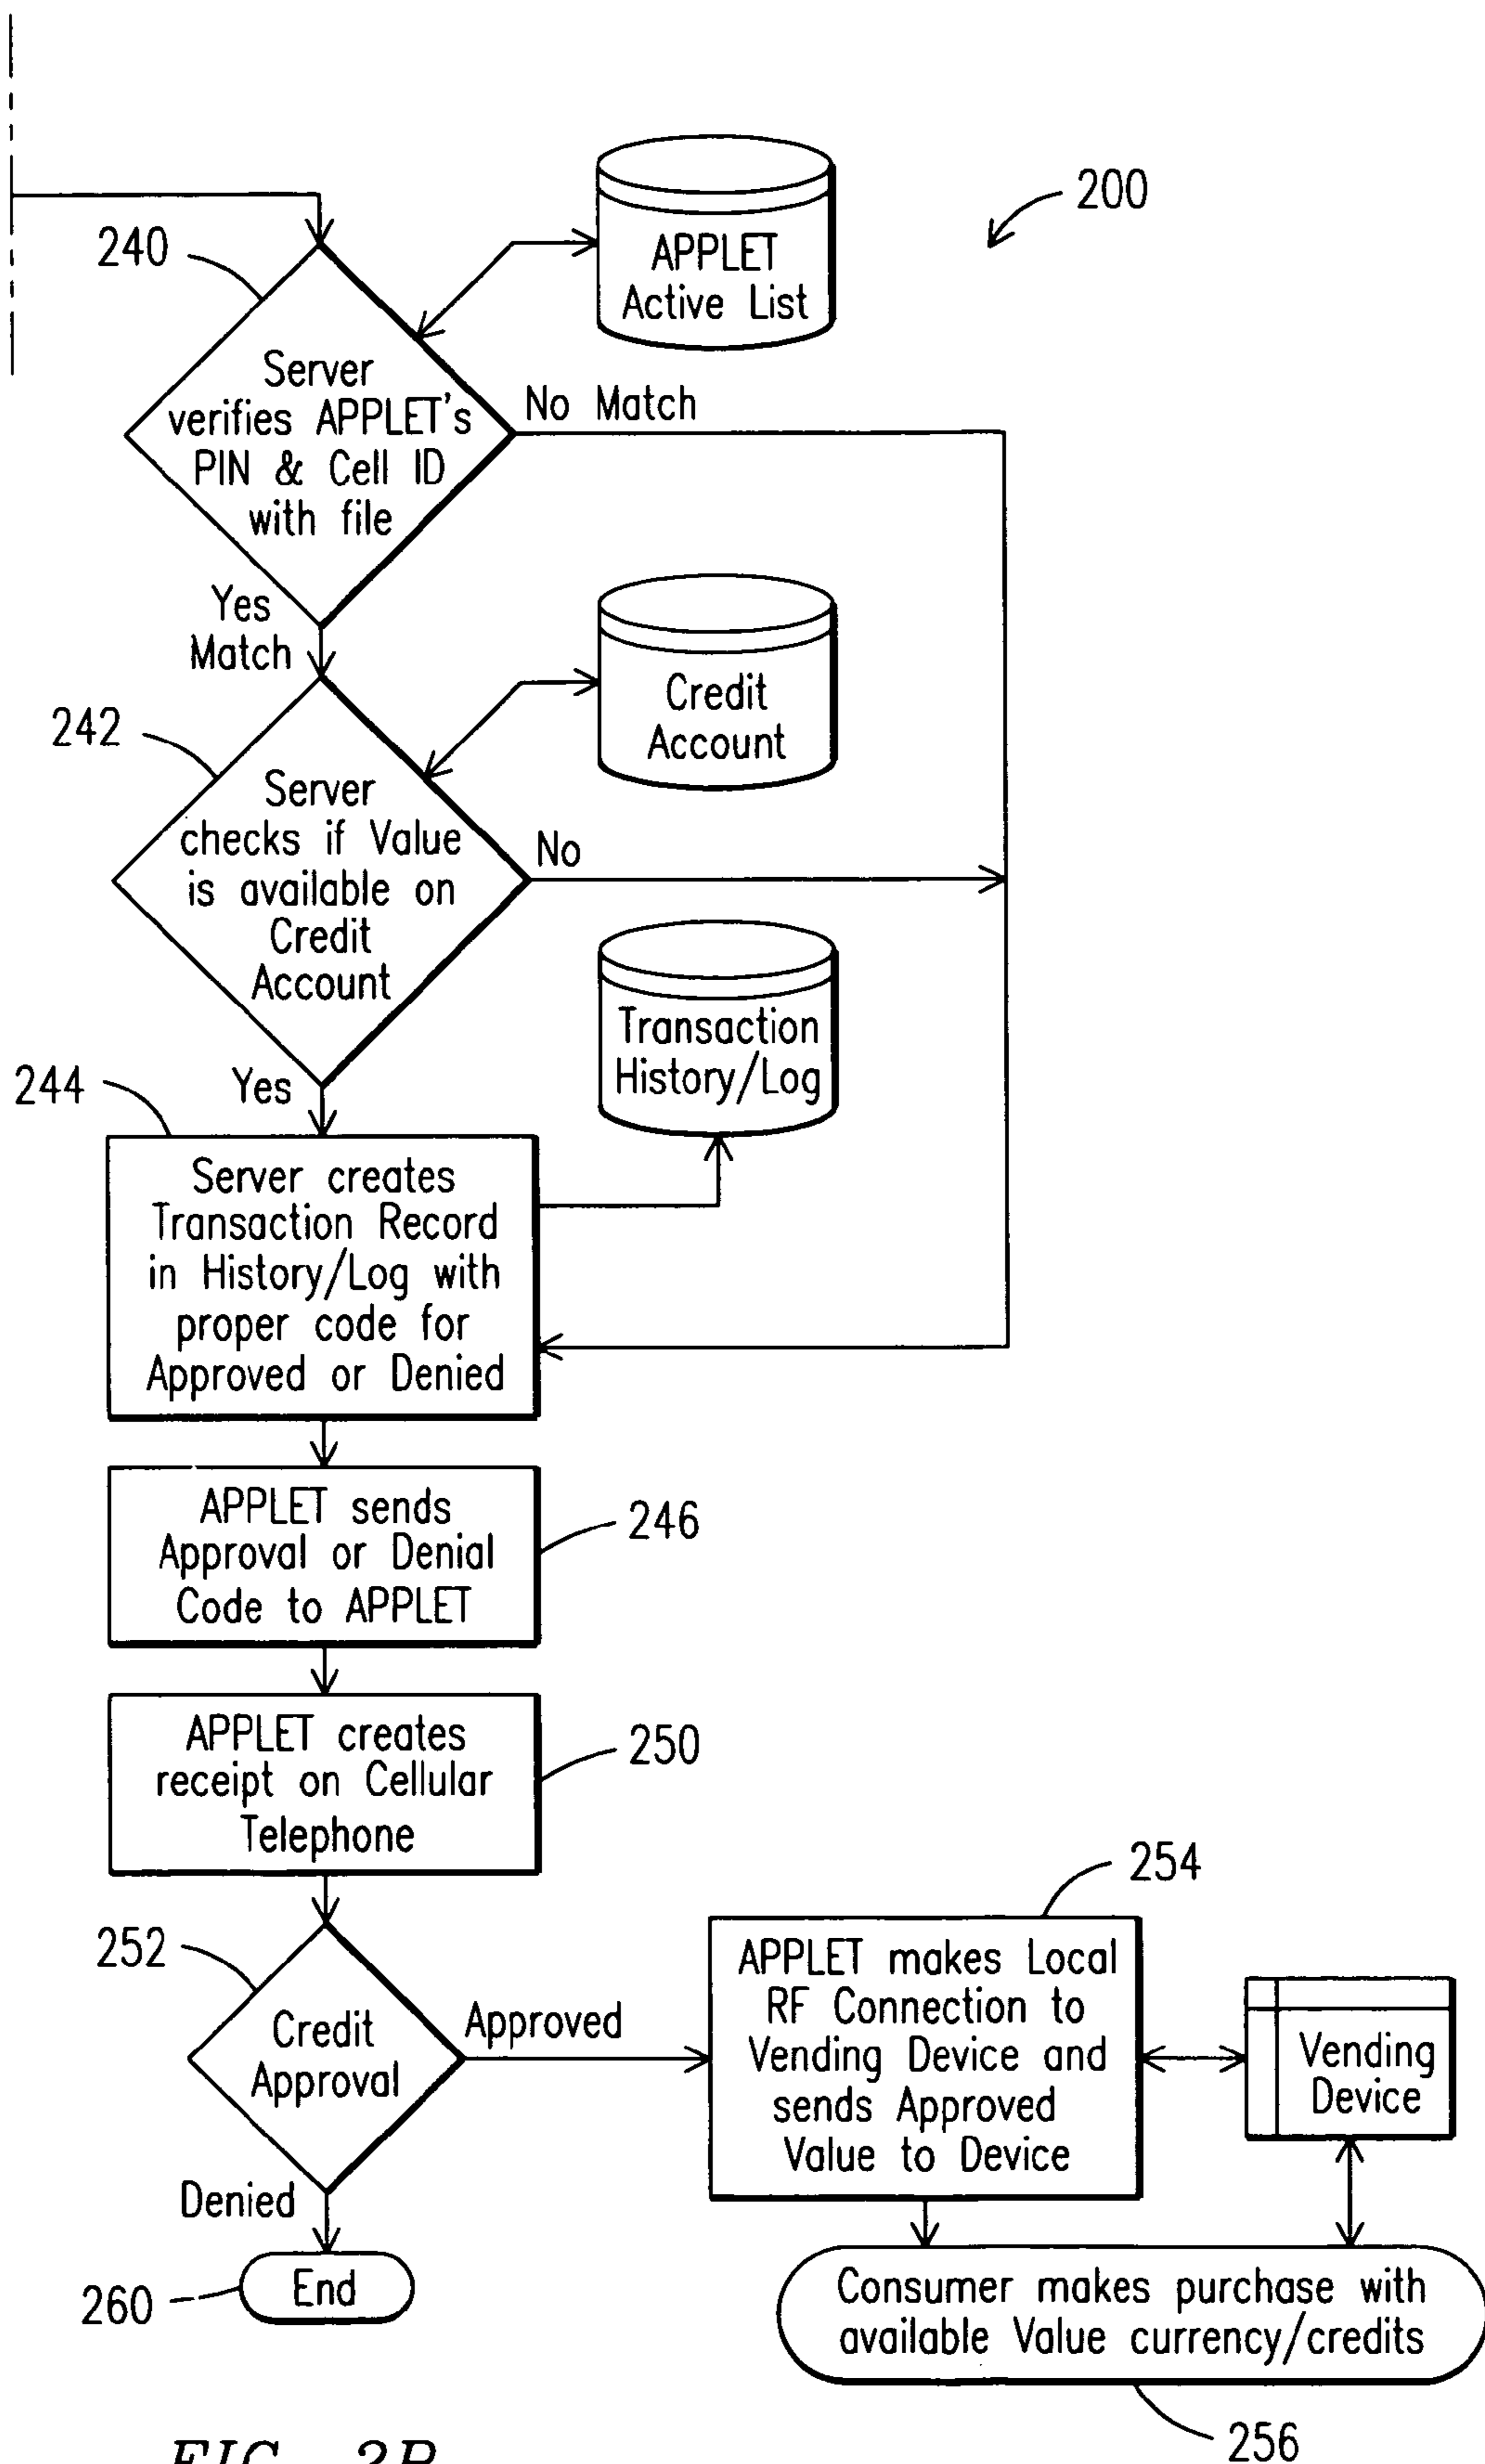 200
APPLET
Active List
240
Server
verifies APPLET's
PIN & Cell ID
with file
No Match
Yes
Match
Credit
Account
242
Server
checks if Value
is available on
Credit
Account
No
Transaction
History/Log
Yes
244
Server creates
Transaction Record
in History/Log with
proper code for
Approved or Denied
APPLET sends
Approval or Denial
Code to APPLET
246
APPLET creates
receipt on Cellular
Telephone
250
252
Credit
Approval
Approved
254
APPLET makes Local
RF Connection to
Vending Device and
sends Approved
Value to Device
Vending
Device
Denied
260
End
Consumer makes purchase with
available Value currency/credits
256
FIG. 2B